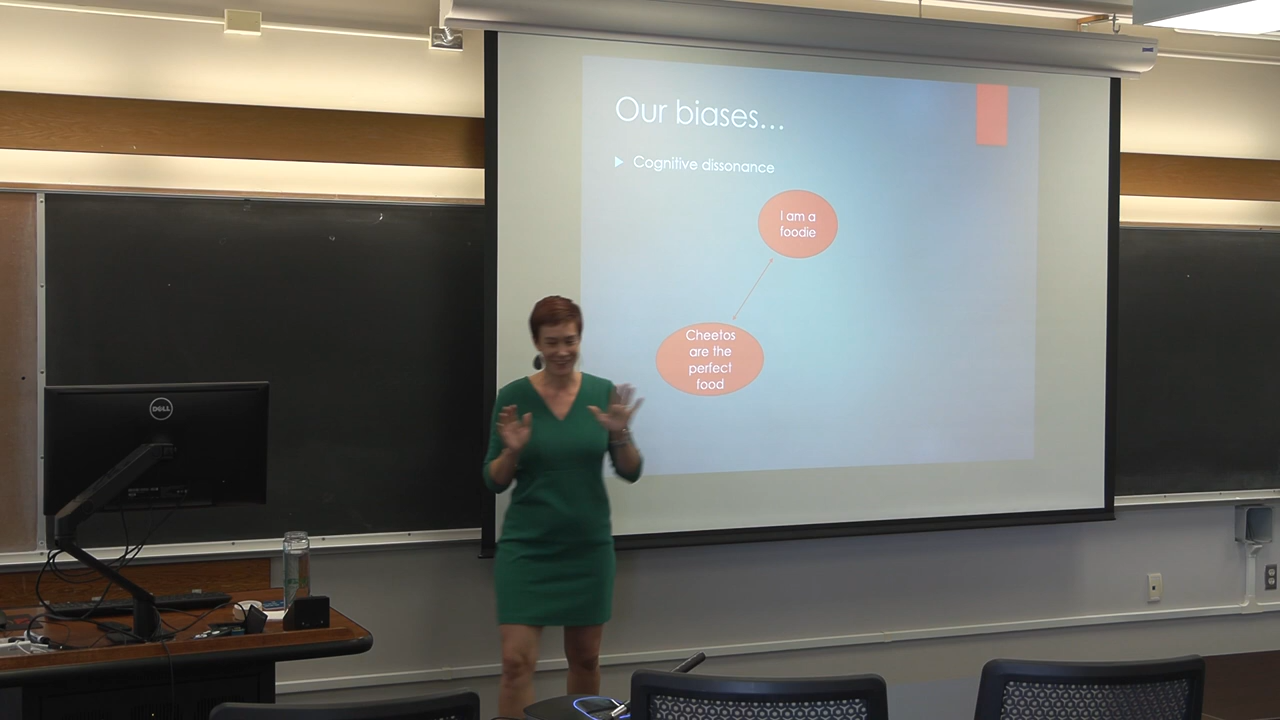 Our biases...
Cognitive dissonance
I am a
foodie
Cheetos
are the
perfect
food
DELL